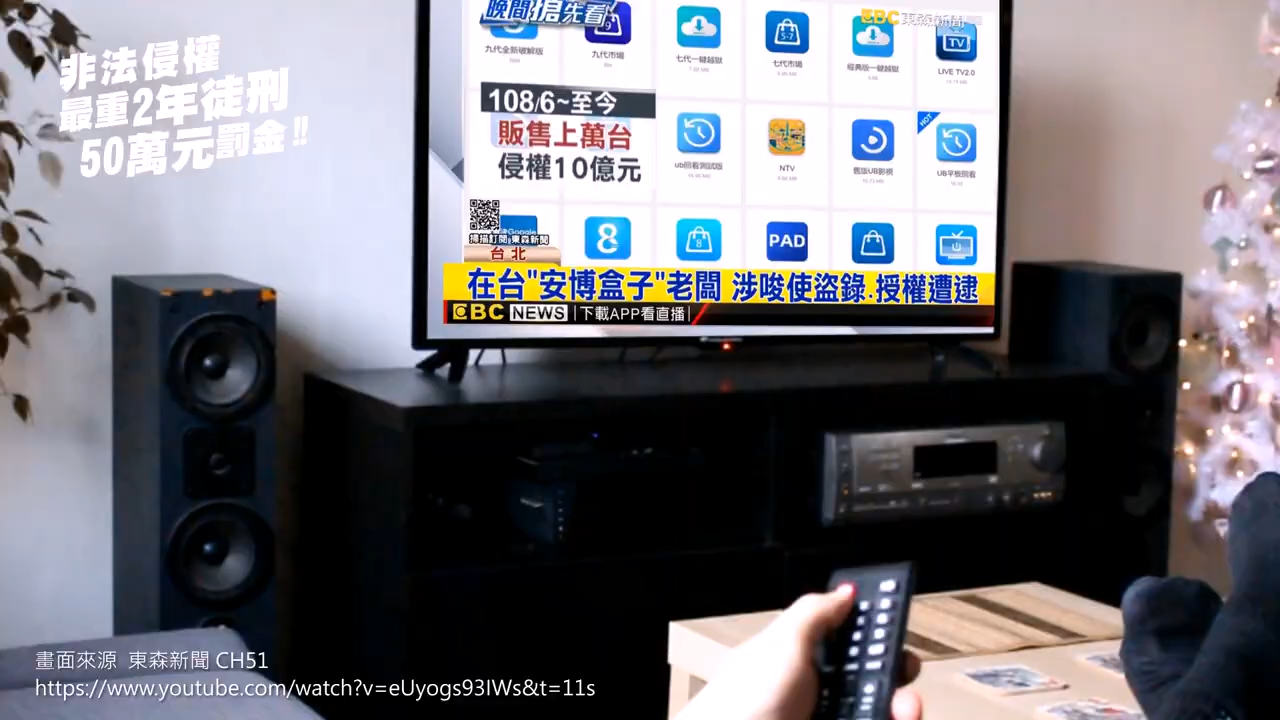 非法侵權
最重2年徒刑
50萬元罰金!!
晚間搶先看
EBC東森新聞
九代全新破解版
九代市場
七代一鍵越獄
七代市場
經典版一鍵越獄
LIVE TV2.0
108/6~至今
販售上萬台
侵權10億元
HOT
ub回看測試版
NTV
舊版UB影視
UB平板回看
Google
8
PAD
掃描訂閱 東森新聞
台北
在台"安博盒子"老闆 涉唆使盜錄.授權遭逮
EBC NEWS 下載APP看直播
畫面來源 東森新聞 CH51
https://www.youtube.com/watch?v=eUyogs93IWs&t=11s